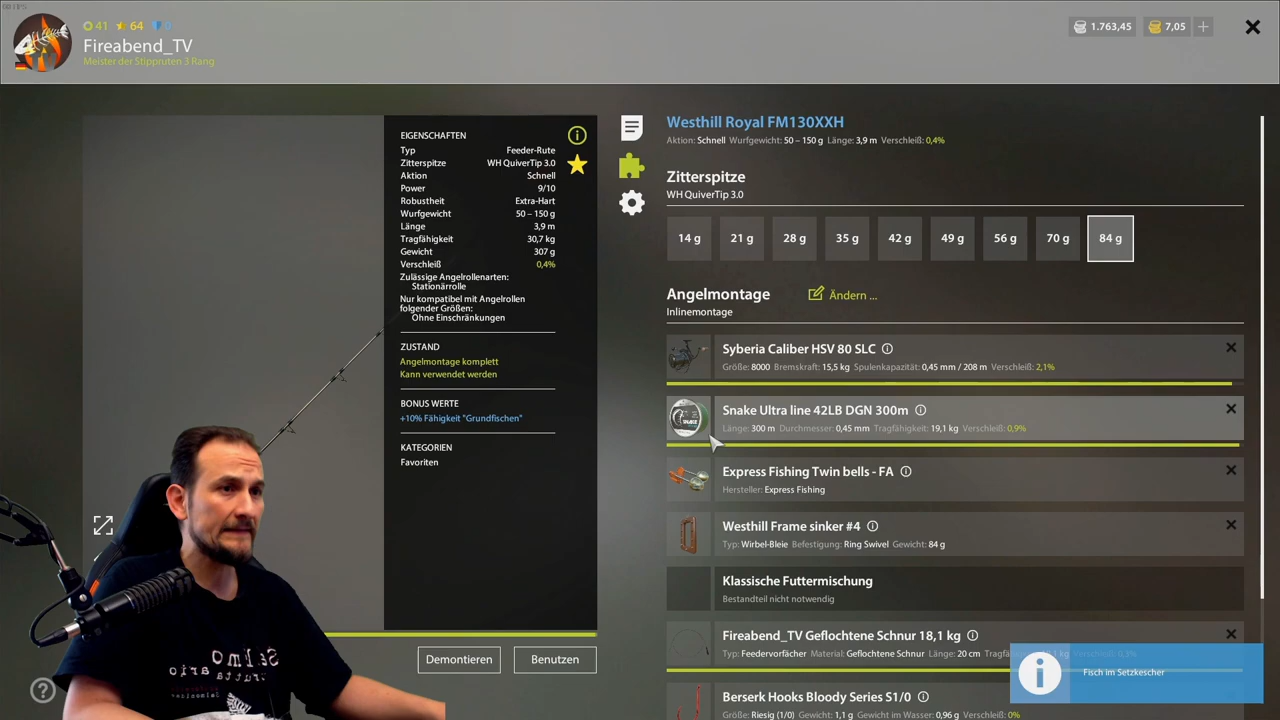 60 FPS
41 64 0
Fireabend_TV
Meister der Stippruten 3 Rang
1.763,45 7,05 +
EIGENSCHAFTEN
Typ Feeder-Rute
Zitterspitze WH QuiverTip 3.0
Aktion Schnell
Power 9/10
Robustheit Extra-Hart
Wurfgewicht 50 – 150 g
Länge 3,9 m
Tragfähigkeit 30,7 kg
Gewicht 307 g
Verschleiß 0,4%
Zulässige Angelrollenarten:
Stationärrolle
Nur kompatibel mit Angelrollen
folgender Größen:
Ohne Einschränkungen
ZUSTAND
Angelmontage komplett
Kann verwendet werden
BONUS WERTE
+10% Fähigkeit "Grundfischen"
KATEGORIEN
Favoriten
Demontieren Benutzen
Westhill Royal FM130XXH
Aktion: Schnell Wurfgewicht: 50 – 150 g Länge: 3,9 m Verschleiß: 0,4%
Zitterspitze
WH QuiverTip 3.0
14 g 21 g 28 g 35 g 42 g 49 g 56 g 70 g 84 g
Angelmontage Ändern ...
Inlinemontage
Syberia Caliber HSV 80 SLC
Größe: 8000 Bremskraft: 15,5 kg Spulenkapazität: 0,45 mm / 208 m Verschleiß: 2,1%
Snake Ultra line 42LB DGN 300m
Länge: 300 m Durchmesser: 0,45 mm Tragfähigkeit: 19,1 kg Verschleiß: 0,9%
Express Fishing Twin bells - FA
Hersteller: Express Fishing
Westhill Frame sinker #4
Typ: Wirbel-Bleie Befestigung: Ring Swivel Gewicht: 84 g
Klassische Futtermischung
Bestandteil nicht notwendig
Fireabend_TV Geflochtene Schnur 18,1 kg
Typ: Feedervorfächer Material: Geflochtene Schnur Länge: 20 cm
Fisch im Setzkescher
Berserk Hooks Bloody Series S1/0
Größe: Riesig (1/0) Gewicht: 1,1 g Gewicht im Wasser: 0,96 g Verschleiß: 0%